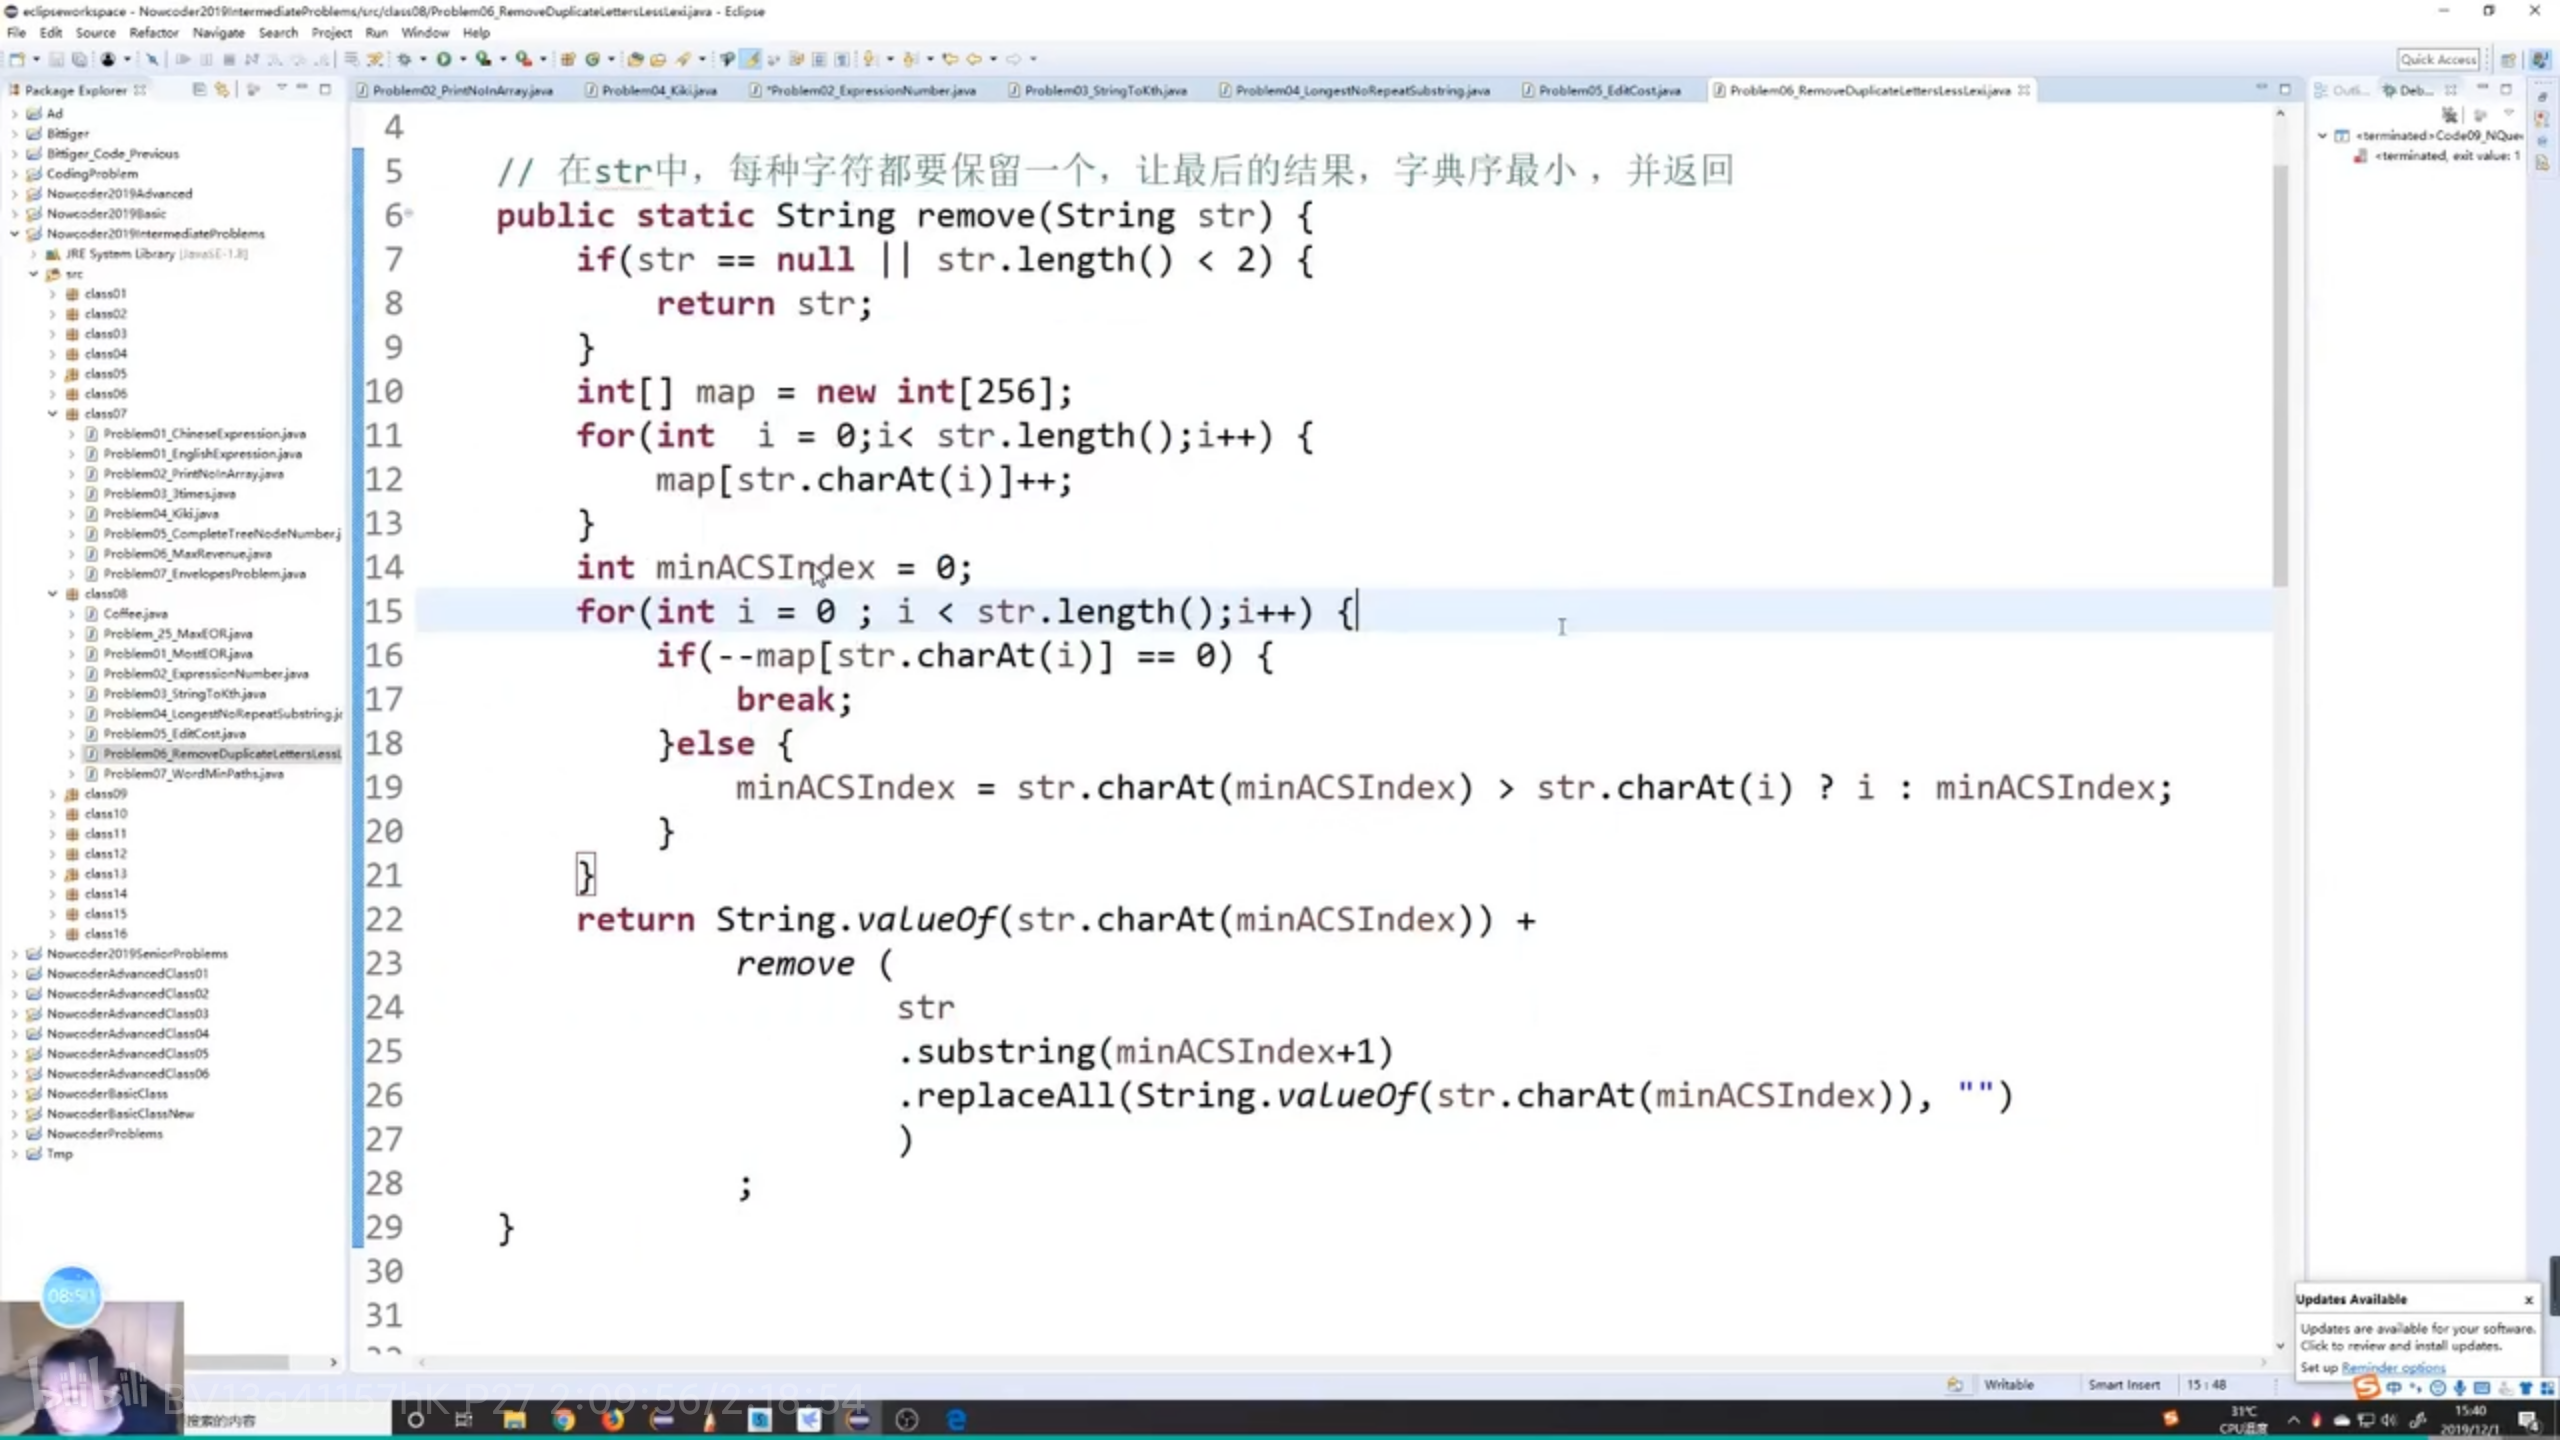 eclipseworkspace - Nowcoder2019IntermediateProblems/src/class08/Problem06_RemoveDuplicateLettersLessLexi.java - Eclipse
File Edit Source Refactor Navigate Search Project Run Window Help
Quick Access
Package Explorer
Problem02_PrintNoInArray.java Problem04_Kiki.java *Problem02_ExpressionNumber.java Problem03_StringToKth.java Problem04_LongestNoRepeatSubstring.java Problem05_EditCost.java Problem06_RemoveDuplicateLettersLessLexi.java
Outli... Deb...
Ad
Bittiger
Bittiger_Code_Previous
CodingProblem
Nowcoder2019Advanced
Nowcoder2019Basic
Nowcoder2019IntermediateProblems
JRE System Library [JavaSE-1.8]
src
class01
class02
class03
class04
class05
class06
class07
Problem01_ChineseExpression.java
Problem01_EnglishExpression.java
Problem02_PrintNoInArray.java
Problem03_3times.java
Problem04_Kiki.java
Problem05_CompleteTreeNodeNumber.j
Problem06_MaxRevenue.java
Problem07_EnvelopesProblem.java
class08
Coffee.java
Problem_25_MaxEOR.java
Problem01_MostEOR.java
Problem02_ExpressionNumber.java
Problem03_StringToKth.java
Problem04_LongestNoRepeatSubstring.ja
Problem05_EditCost.java
Problem06_RemoveDuplicateLettersLessL
Problem07_WordMinPaths.java
class09
class10
class11
class12
class13
class14
class15
class16
Nowcoder2019SeniorProblems
NowcoderAdvancedClass01
NowcoderAdvancedClass02
NowcoderAdvancedClass03
NowcoderAdvancedClass04
NowcoderAdvancedClass05
NowcoderAdvancedClass06
NowcoderBasicClass
NowcoderBasicClassNew
NowcoderProblems
Tmp
4
5 // 在str中，每种字符都要保留一个，让最后的结果，字典序最小 ，并返回
6 public static String remove(String str) {
7 if(str == null || str.length() < 2) {
8 return str;
9 }
10 int[] map = new int[256];
11 for(int i = 0;i< str.length();i++) {
12 map[str.charAt(i)]++;
13 }
14 int minACSIndex = 0;
15 for(int i = 0 ; i < str.length();i++) {
16 if(--map[str.charAt(i)] == 0) {
17 break;
18 }else {
19 minACSIndex = str.charAt(minACSIndex) > str.charAt(i) ? i : minACSIndex;
20 }
21 }
22 return String.valueOf(str.charAt(minACSIndex)) +
23 remove (
24 str
25 .substring(minACSIndex+1)
26 .replaceAll(String.valueOf(str.charAt(minACSIndex)), "")
27 )
28 ;
29 }
30
31
<terminated>Code09_NQue
<terminated, exit value: 1
Updates Available x
Updates are available for your software.
Click to review and install updates.
Set up Reminder options
Writable Smart Insert 15 : 48
08:50
bilibili BV13g41157hK P27 2:09:56/2:18:54
搜索的内容
31℃
CPU温度
中
15:40
2019/12/1